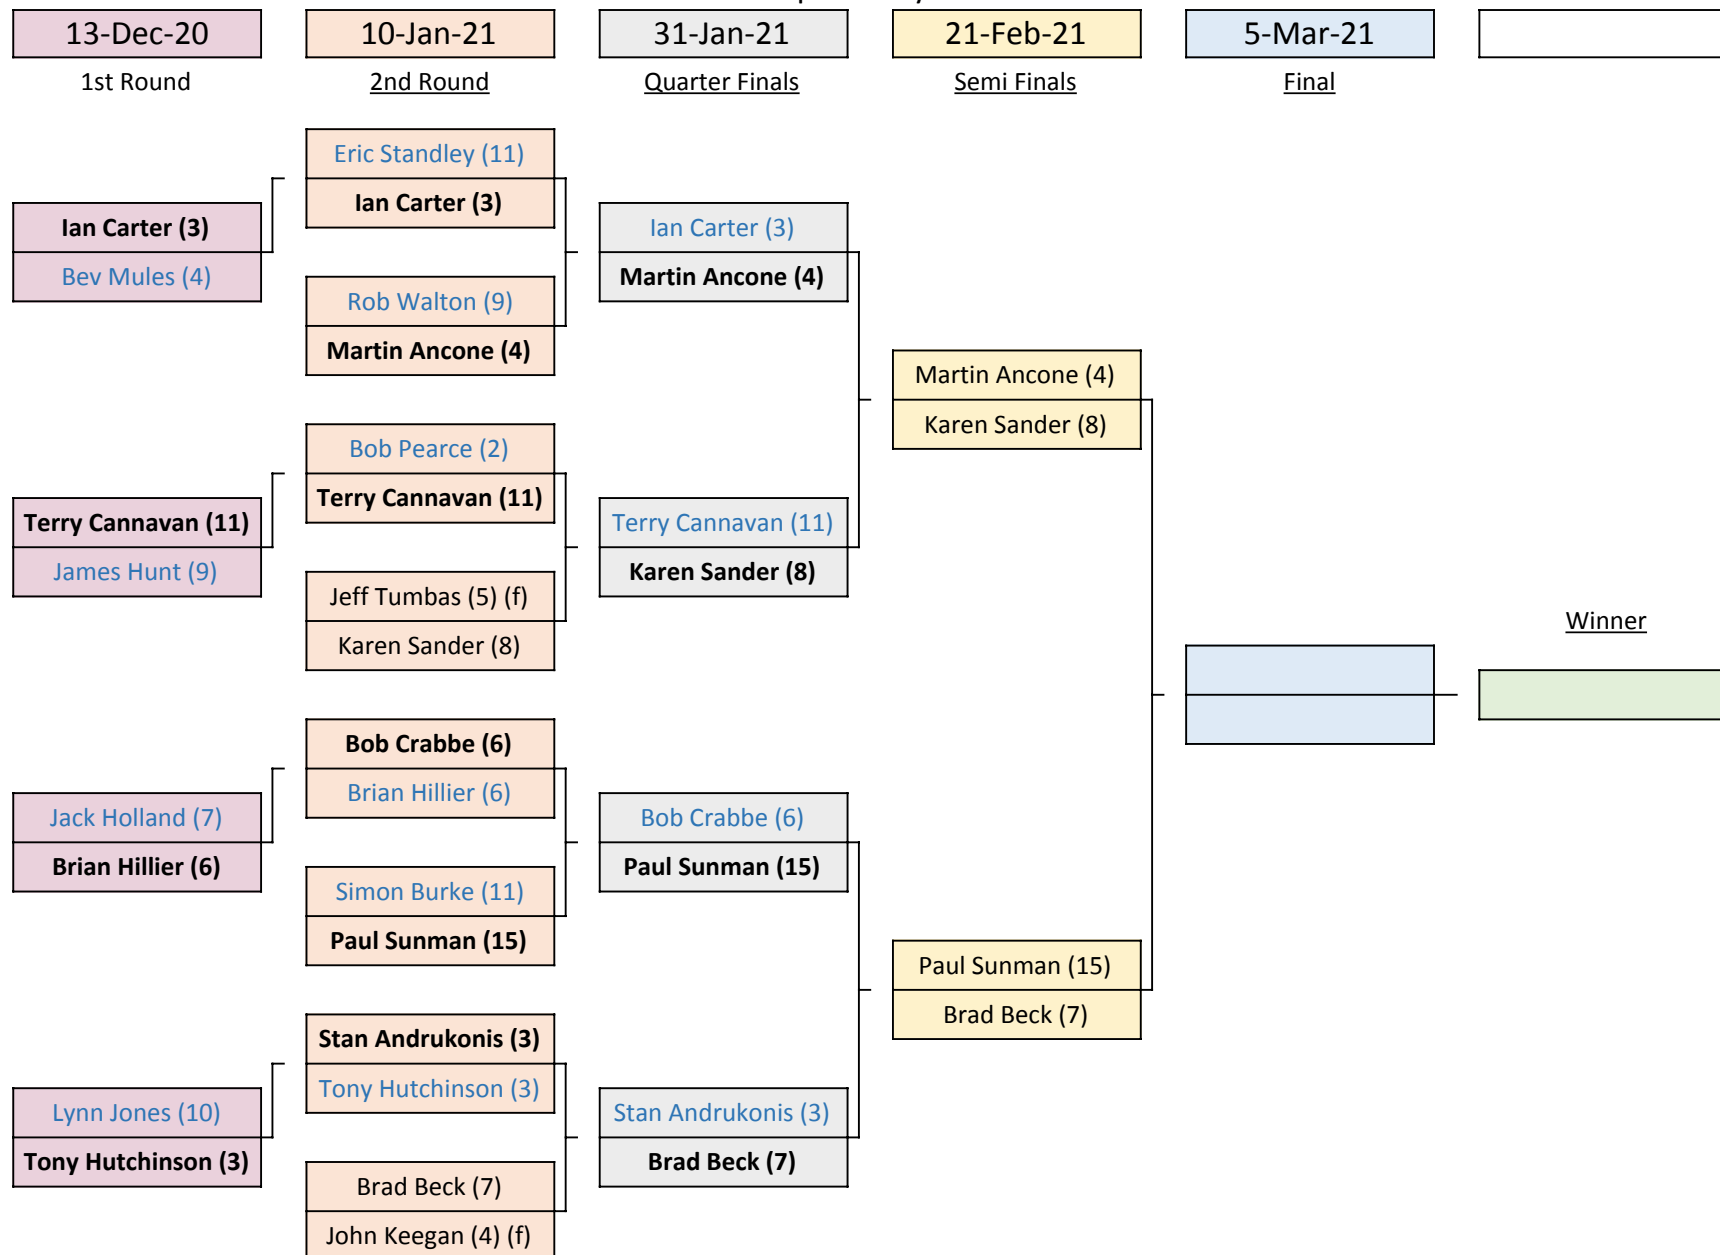 13-Dec-20
10-Jan-21
31-Jan-21
21-Feb-21
5-Mar-21
1st Round
2nd Round
Quarter Finals
Semi Finals
Final
Ian Carter (3)
Bev Mules (4)
Terry Cannavan (11)
James Hunt (9)
Jack Holland (7)
Brian Hillier (6)
Lynn Jones (10)
Tony Hutchinson (3)
Eric Standley (11)
Ian Carter (3)
Rob Walton (9)
Martin Ancone (4)
Bob Pearce (2)
Terry Cannavan (11)
Jeff Tumbas (5) (f)
Karen Sander (8)
Bob Crabbe (6)
Brian Hillier (6)
Simon Burke (11)
Paul Sunman (15)
Stan Andrukonis (3)
Tony Hutchinson (3)
Brad Beck (7)
John Keegan (4) (f)
Ian Carter (3)
Martin Ancone (4)
Terry Cannavan (11)
Karen Sander (8)
Bob Crabbe (6)
Paul Sunman (15)
Stan Andrukonis (3)
Brad Beck (7)
Martin Ancone (4)
Karen Sander (8)
Paul Sunman (15)
Brad Beck (7)
Winner